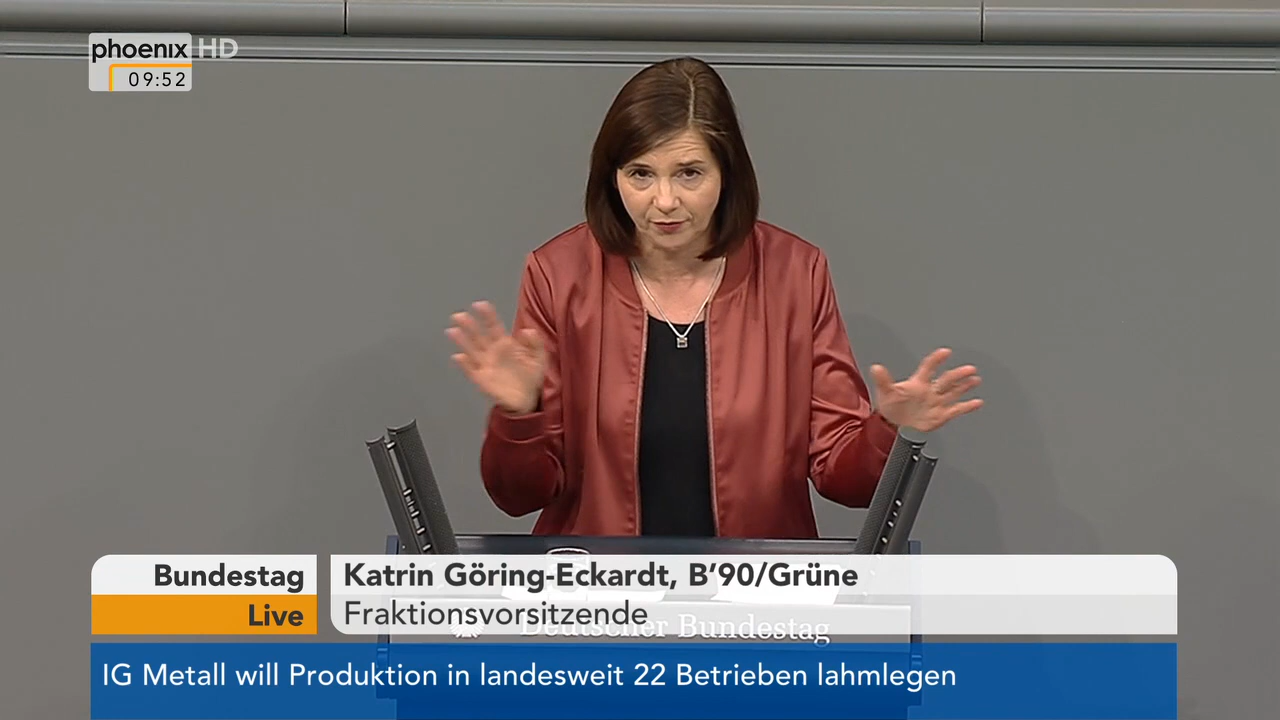 phoenix HD
09:52
Bundestag
Live
Katrin Göring-Eckardt, B'90/Grüne
Fraktionsvorsitzende
Deutscher Bundestag
IG Metall will Produktion in landesweit 22 Betrieben lahmlegen